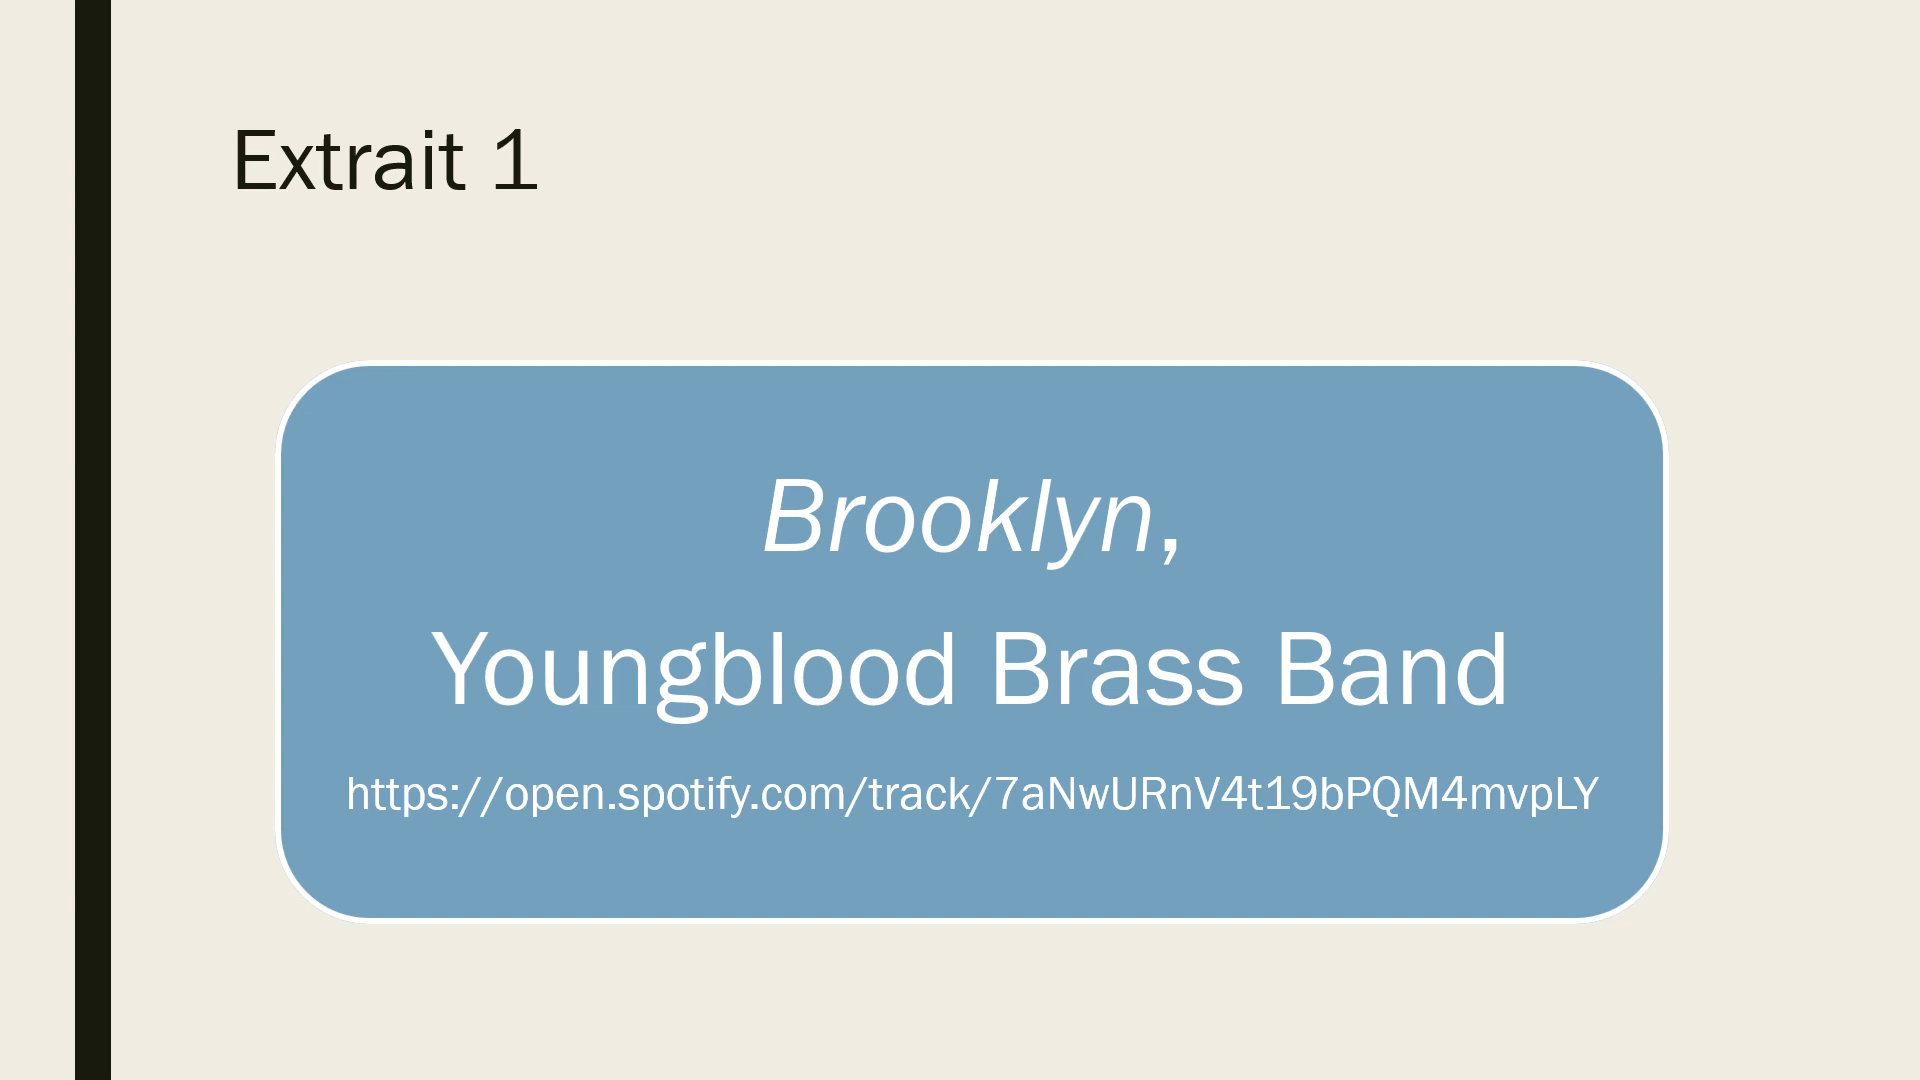 Extrait 1
Brooklyn,
Youngblood Brass Band
https://open.spotify.com/track/7aNwURnV4t19bPQM4mvpLY